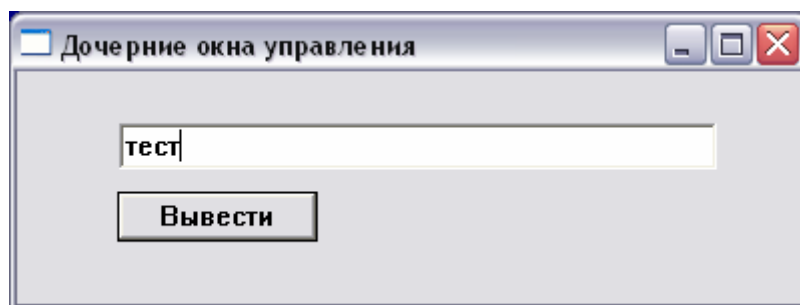 Дочерние окна управления
тест
Вывести